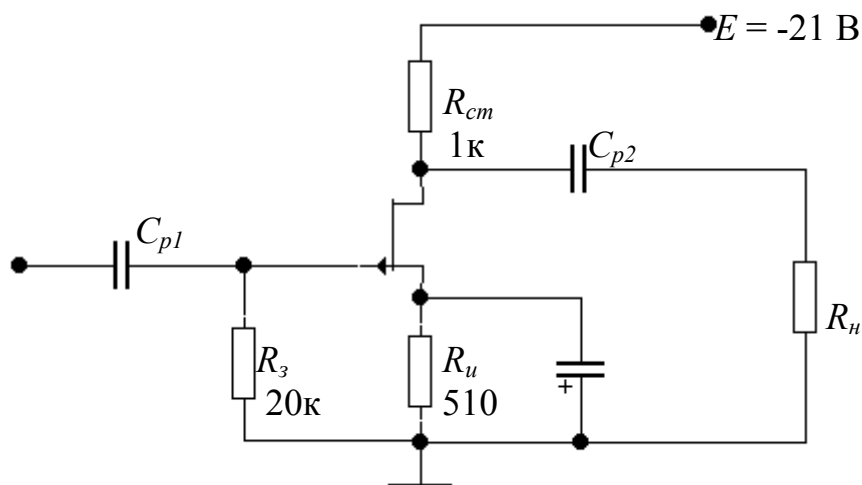 E = -21 В
Rст
1к
Cр2
Cр1
Rн
Rз
20к
Rи
510
+